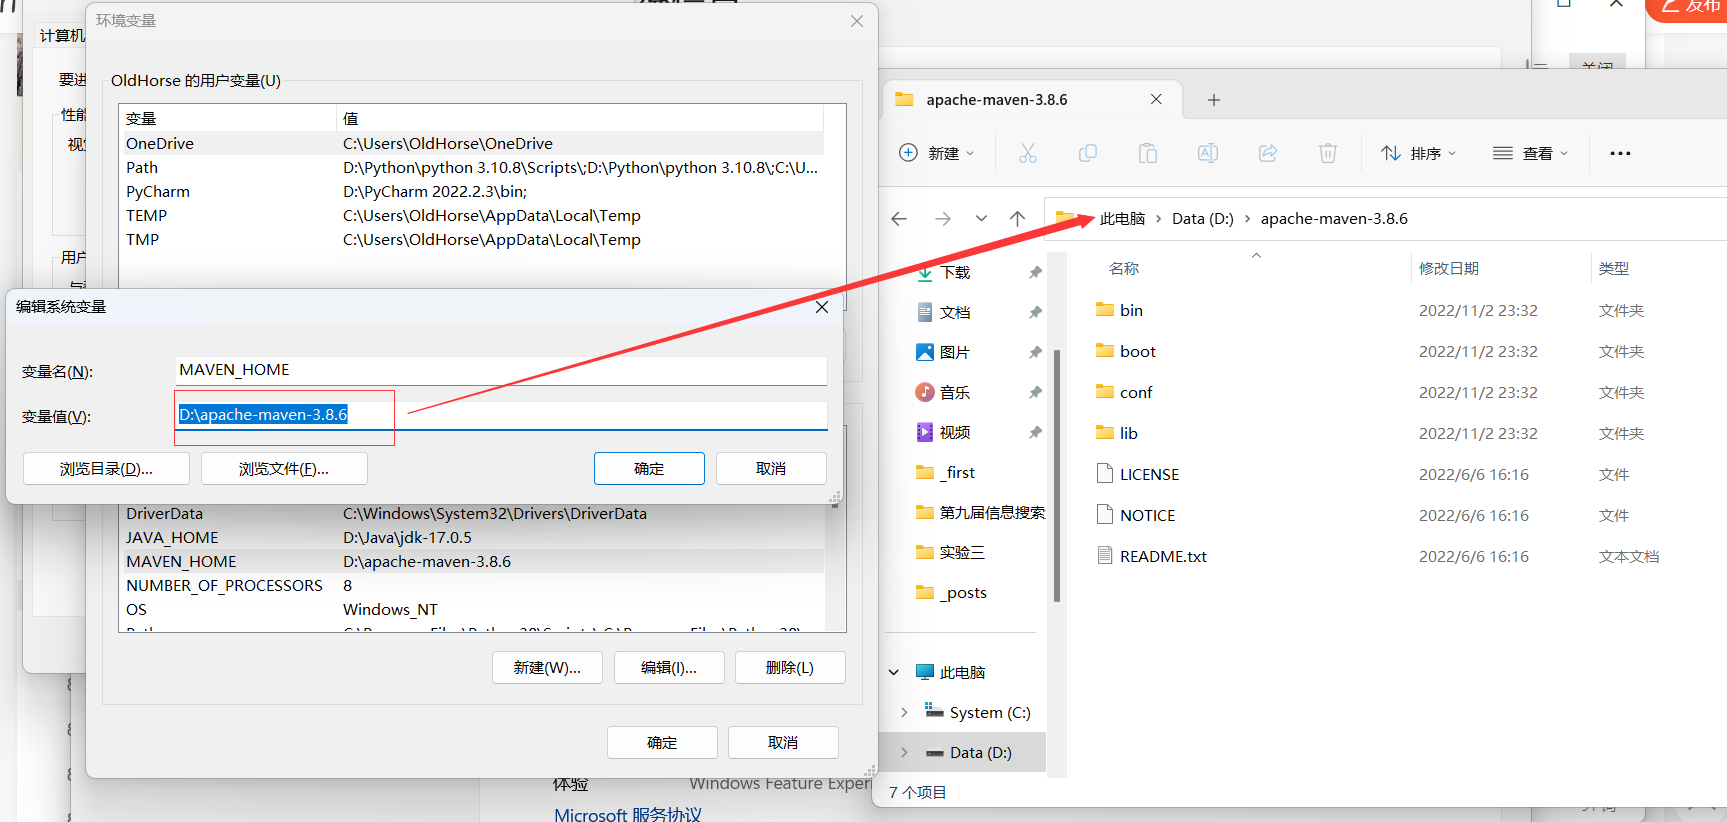 环境变量
发布
计算机
关闭
要进
OldHorse 的用户变量(U)
性能
视觉
变量 值
OneDrive C:\Users\OldHorse\OneDrive
Path D:\Python\python 3.10.8\Scripts\;D:\Python\python 3.10.8\;C:\U...
PyCharm D:\PyCharm 2022.2.3\bin;
TEMP C:\Users\OldHorse\AppData\Local\Temp
TMP C:\Users\OldHorse\AppData\Local\Temp
用户
编辑系统变量
变量名(N): MAVEN_HOME
变量值(V): D:\apache-maven-3.8.6
浏览目录(D)... 浏览文件(F)... 确定 取消
DriverData C:\Windows\System32\Drivers\DriverData
JAVA_HOME D:\Java\jdk-17.0.5
MAVEN_HOME D:\apache-maven-3.8.6
NUMBER_OF_PROCESSORS 8
OS Windows_NT
新建(W)... 编辑(I)... 删除(L)
确定 取消
体验 Windows Feature Exper
Microsoft 服务协议
apache-maven-3.8.6
新建 排序 查看
此电脑 Data (D:) apache-maven-3.8.6
下载
文档
图片
音乐
视频
_first
第九届信息搜索
实验三
_posts
此电脑
System (C:)
Data (D:)
名称 修改日期 类型
bin 2022/11/2 23:32 文件夹
boot 2022/11/2 23:32 文件夹
conf 2022/11/2 23:32 文件夹
lib 2022/11/2 23:32 文件夹
LICENSE 2022/6/6 16:16 文件
NOTICE 2022/6/6 16:16 文件
README.txt 2022/6/6 16:16 文本文档
7 个项目